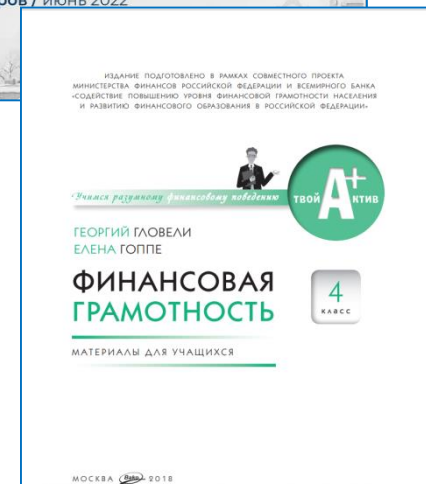 ров / июнь 2022
ИЗДАНИЕ ПОДГОТОВЛЕНО В РАМКАХ СОВМЕСТНОГО ПРОЕКТА
МИНИСТЕРСТВА ФИНАНСОВ РОССИЙСКОЙ ФЕДЕРАЦИИ И ВСЕМИРНОГО БАНКА
«СОДЕЙСТВИЕ ПОВЫШЕНИЮ УРОВНЯ ФИНАНСОВОЙ ГРАМОТНОСТИ НАСЕЛЕНИЯ
И РАЗВИТИЮ ФИНАНСОВОГО ОБРАЗОВАНИЯ В РОССИЙСКОЙ ФЕДЕРАЦИИ»
Учимся разумному финансовому поведению
ТВОЙ А+ КТИВ
ГЕОРГИЙ ГЛОВЕЛИ
ЕЛЕНА ГОППЕ
ФИНАНСОВАЯ
ГРАМОТНОСТЬ
4
КЛАСС
МАТЕРИАЛЫ ДЛЯ УЧАЩИХСЯ
МОСКВА Вако 2018